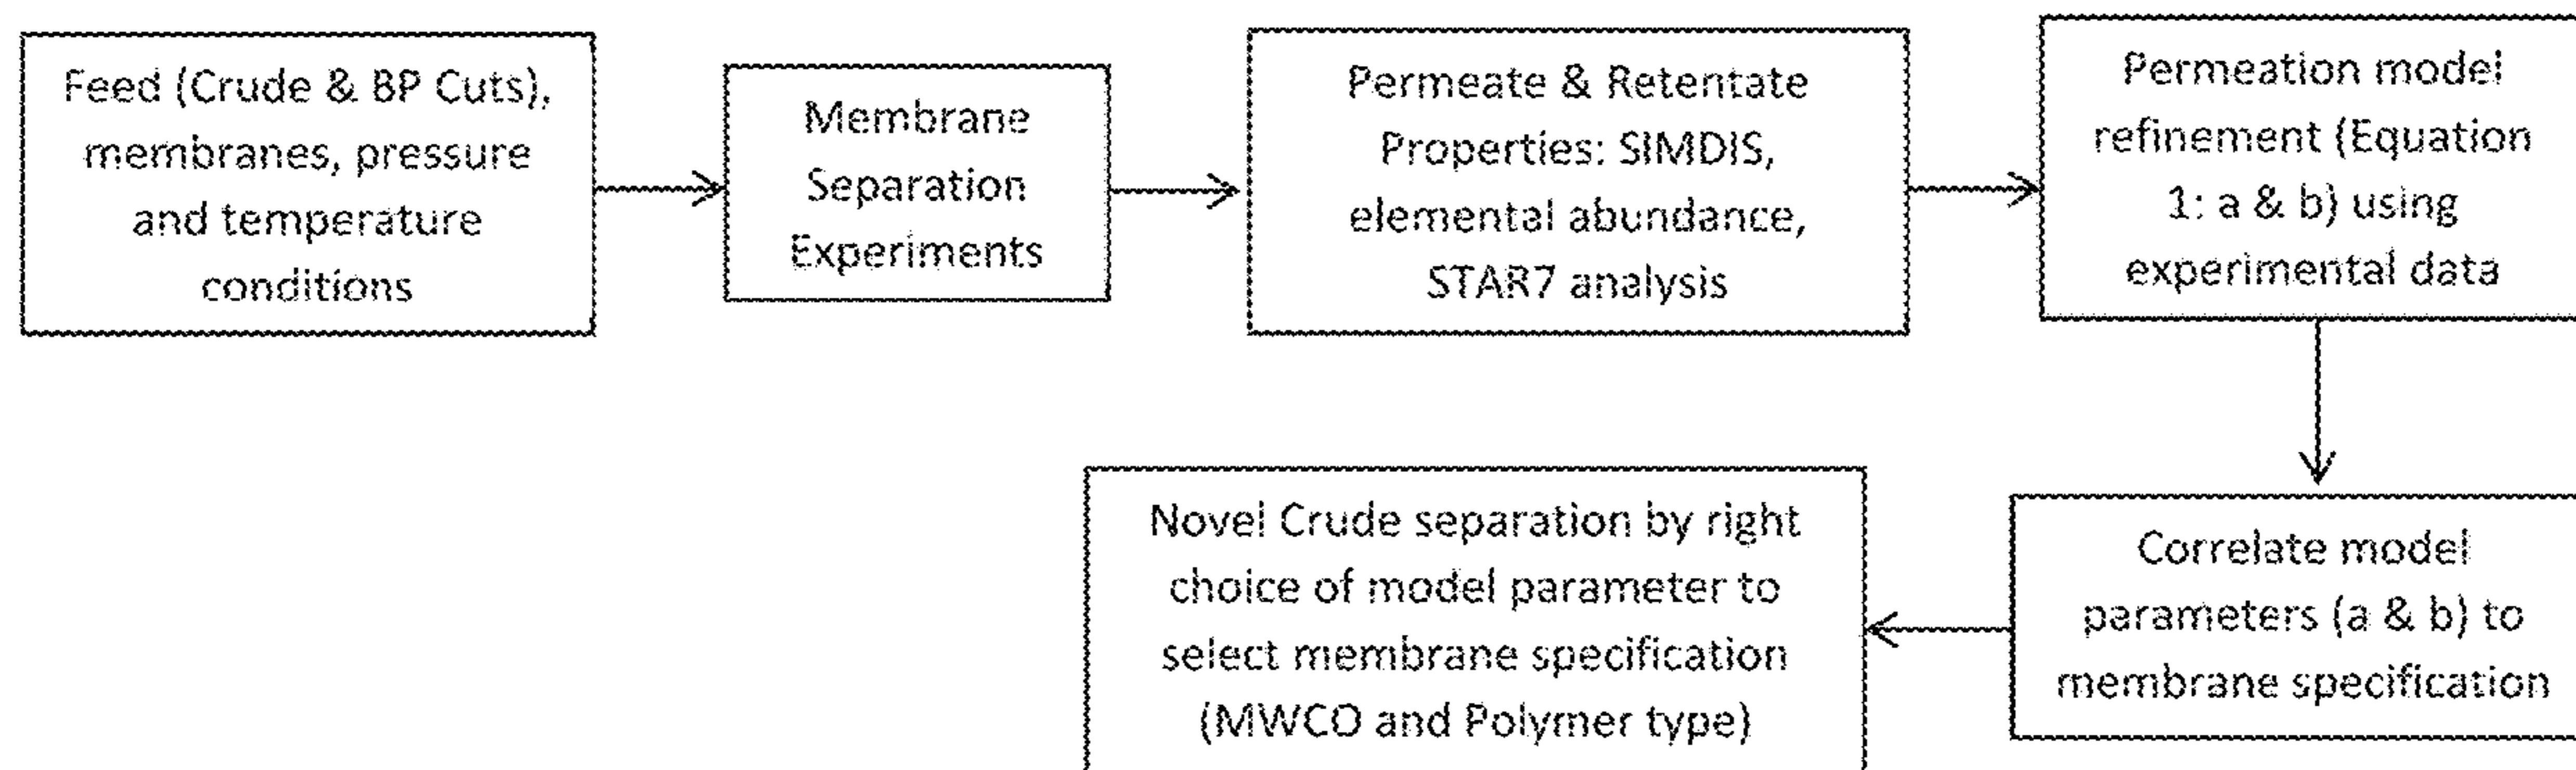 Feed (Crude & BP Cuts),
membranes, pressure
and temperature
conditions
Membrane
Separation
Experiments
Permeate & Retentate
Properties: SIMDIS,
elemental abundance,
STAR7 analysis
Permeation model
refinement (Equation
1: a & b) using
experimental data
Correlate model
parameters (a & b) to
membrane specification
Novel Crude separation by right
choice of model parameter to
select membrane specification
(MWCO and Polymer type)